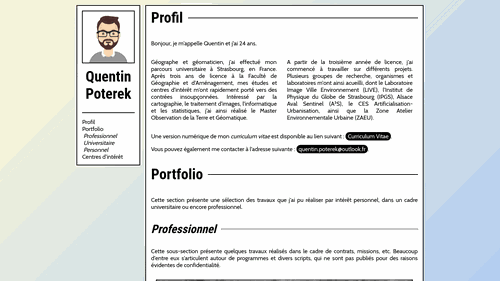 Quentin
Poterek
Profil
Portfolio
Professionnel
Universitaire
Personnel
Centres d'intérêt
Profil
Bonjour, je m'appelle Quentin et j'ai 24 ans.
Géographe et géomaticien, j'ai effectué mon
parcours universitaire à Strasbourg, en France.
Après trois ans de licence à la Faculté de
Géographie et d'Aménagement, mes études et
centres d'intérêt m'ont rapidement porté vers des
contrées insoupçonnées. Intéressé par la
cartographie, le traitement d'images, l'informatique
et les statistiques, j'ai ainsi réalisé le Master
Observation de la Terre et Géomatique.
A partir de la troisième année de licence, j'ai
commencé à travailler sur différents projets.
Plusieurs groupes de recherche, organismes et
laboratoires m'ont ainsi accueilli, dont le Laboratoire
Image Ville Environnement (LIVE), l'Institut de
Physique du Globe de Strasbourg (IPGS), Alsace
Aval Sentinel (A²S), le CES Artificialisation-
Urbanisation, ainsi que la Zone Atelier
Environnementale Urbaine (ZAEU).
Une version numérique de mon curriculum vitae est disponible au lien suivant : Curriculum Vitae
Vous pouvez également me contacter à l'adresse suivante : quentin.poterek@outlook.fr
Portfolio
Cette section présente une sélection des travaux que j'ai pu réaliser par intérêt personnel, dans un cadre
universitaire ou encore professionnel.
Professionnel
Cette sous-section présente quelques travaux réalisés dans le cadre de contrats, missions, etc. Beaucoup
d'entre eux s'articulent autour de programmes et divers scripts, qui ne sont pas publiés pour des raisons
évidentes de confidentialité.